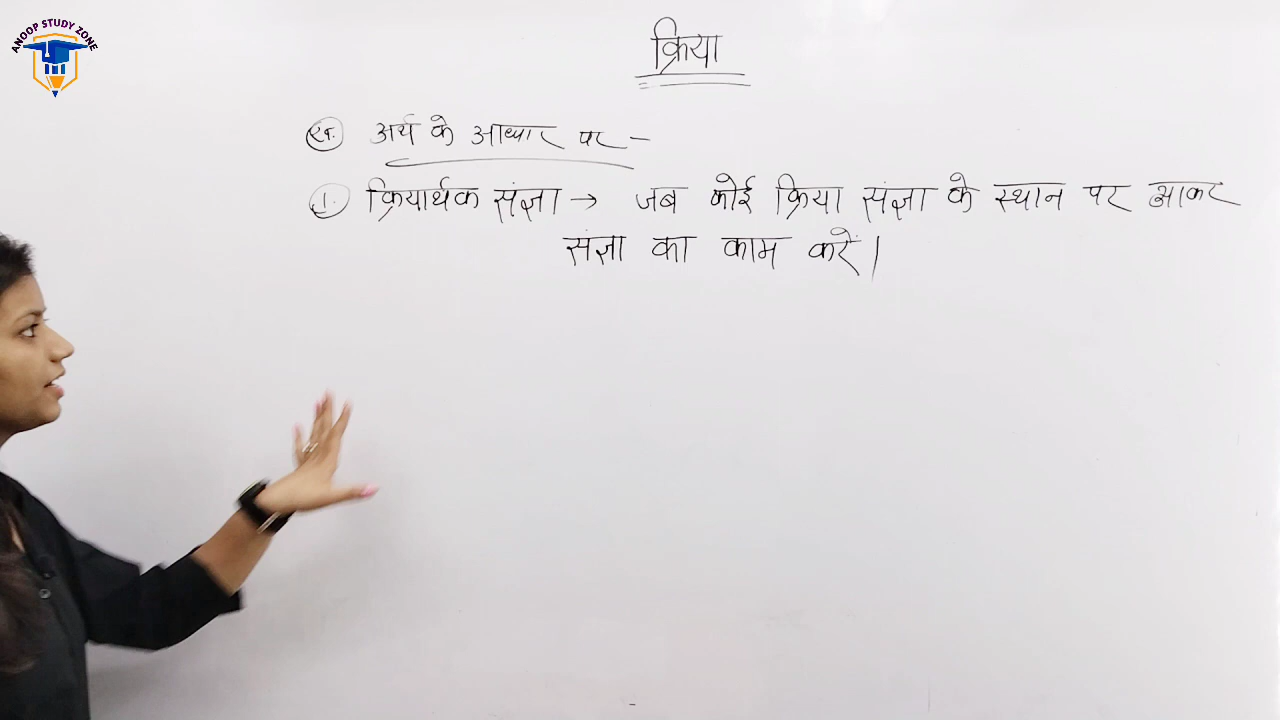 ANOOP STUDY ZONE
क्रिया
अर्थ के आधार पर -
1. क्रियार्थक संज्ञा → जब कोई क्रिया संज्ञा के स्थान पर आकर
संज्ञा का काम करें।